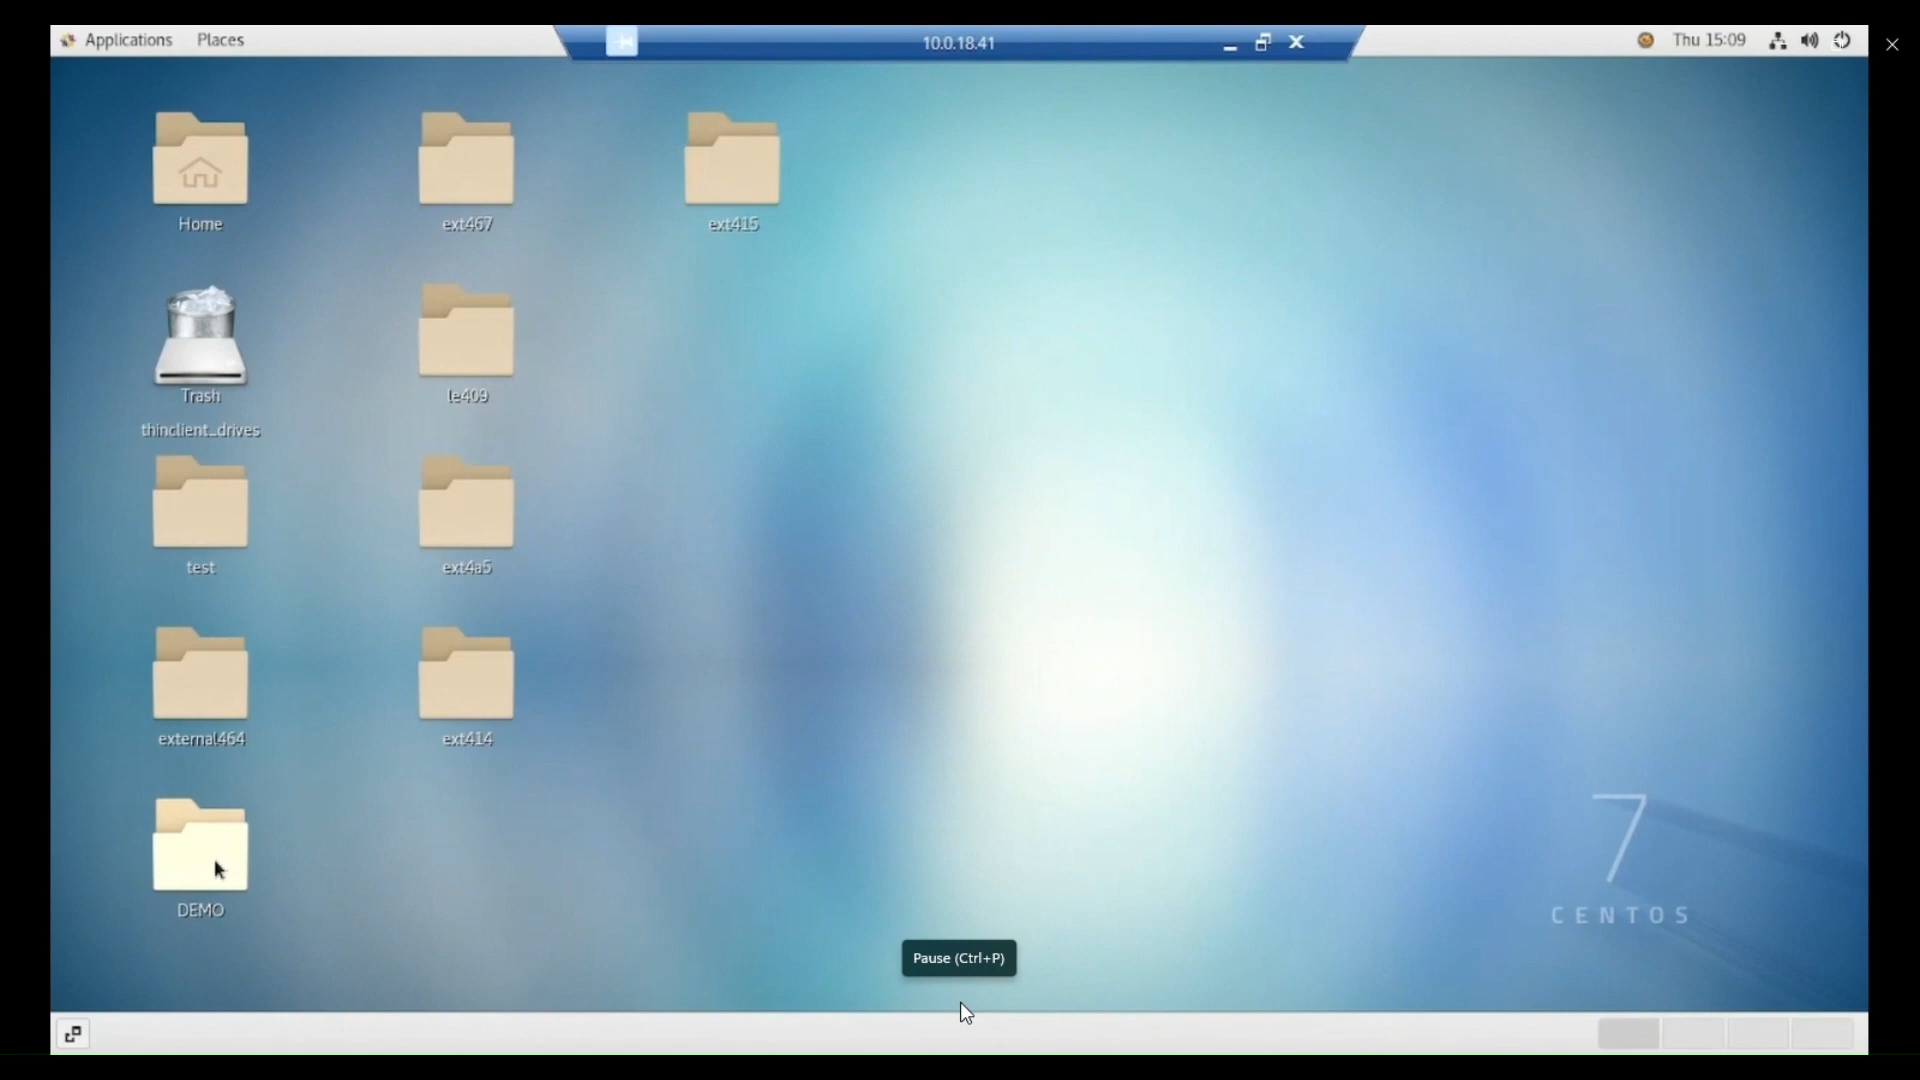 Applications Places
10.0.18.41
Thu 15:09
Home
ext467
ext415
Trash
le409
thinclient_drives
test
ext4a5
external464
ext414
DEMO
7
CENTOS
Pause (Ctrl+P)